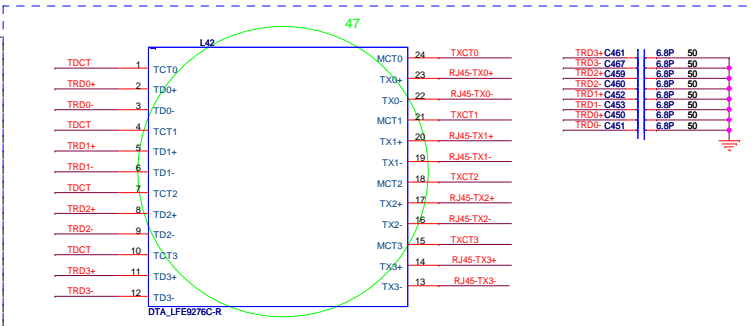 47
L42
TDCT 1 TCT0 MCT0 24 TXCT0
TRD0+ 2 TD0+ TX0+ 23 RJ45-TX0+
TRD0- 3 TD0- TX0- 22 RJ45-TX0-
TDCT 4 TCT1 MCT1 21 TXCT1
TRD1+ 5 TD1+ TX1+ 20 RJ45-TX1+
TRD1- 6 TD1- TX1- 19 RJ45-TX1-
TDCT 7 TCT2 MCT2 18 TXCT2
TRD2+ 8 TD2+ TX2+ 17 RJ45-TX2+
TRD2- 9 TD2- TX2- 16 RJ45-TX2-
TDCT 10 TCT3 MCT3 15 TXCT3
TRD3+ 11 TD3+ TX3+ 14 RJ45-TX3+
TRD3- 12 TD3- TX3- 13 RJ45-TX3-
DTA_LFE9276C-R
TRD3+ C461 6.8P 50
TRD3- C467 6.8P 50
TRD2+ C459 6.8P 50
TRD2- C460 6.8P 50
TRD1+ C452 6.8P 50
TRD1- C453 6.8P 50
TRD0+ C450 6.8P 50
TRD0- C451 6.8P 50